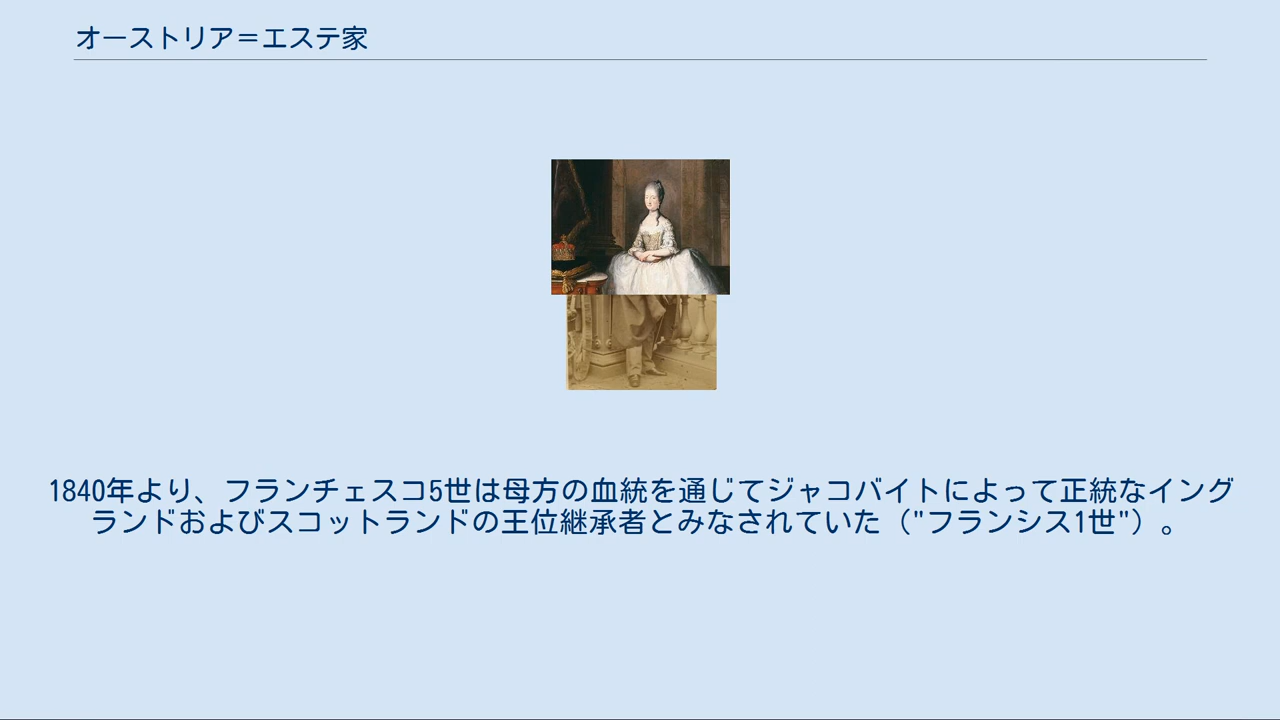 オーストリア＝エステ家
1840年より、フランチェスコ5世は母方の血統を通じてジャコバイトによって正統なイング
ランドおよびスコットランドの王位継承者とみなされていた（"フランシス1世"）。